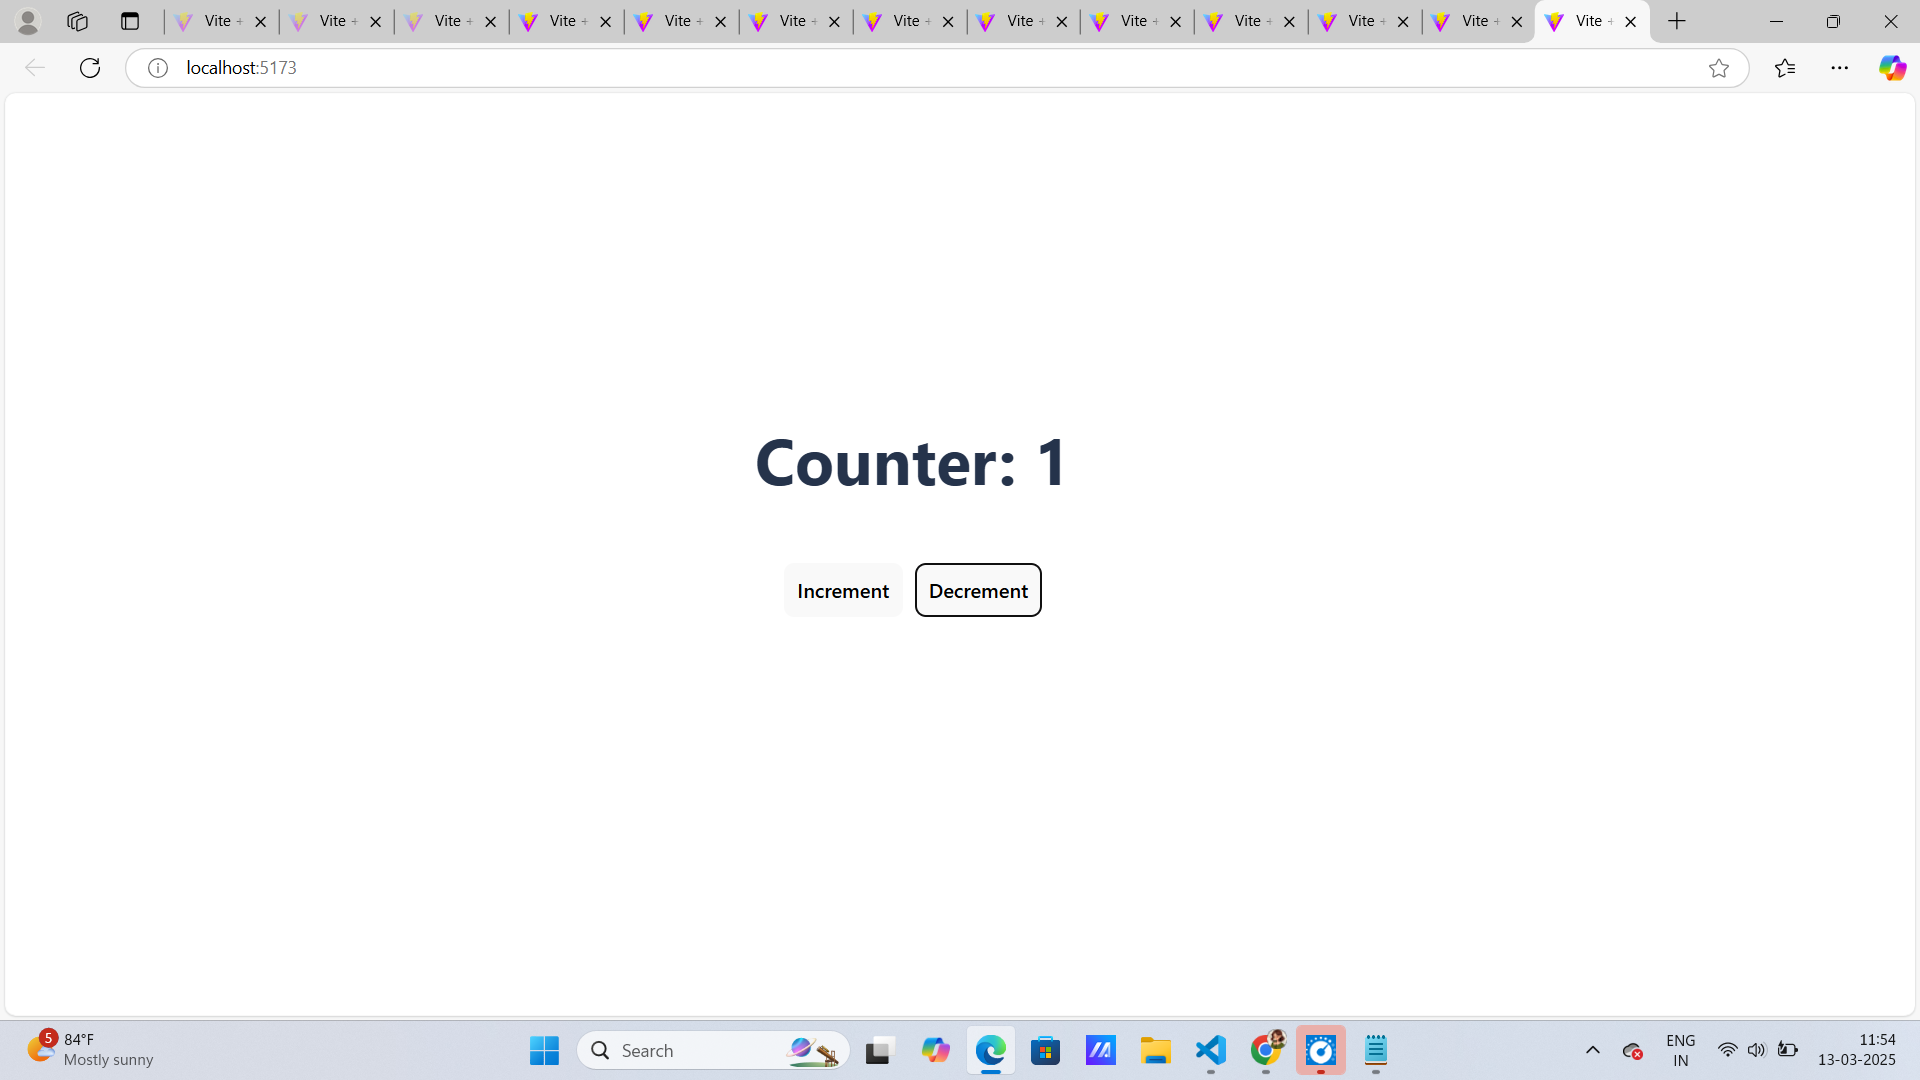 Vite +
Vite +
Vite +
Vite +
Vite +
Vite +
Vite +
Vite +
Vite +
Vite +
Vite +
Vite +
Vite +
localhost:5173
Counter: 1
Increment
Decrement
5
84°F
Mostly sunny
Search
ENG
IN
11:54
13-03-2025